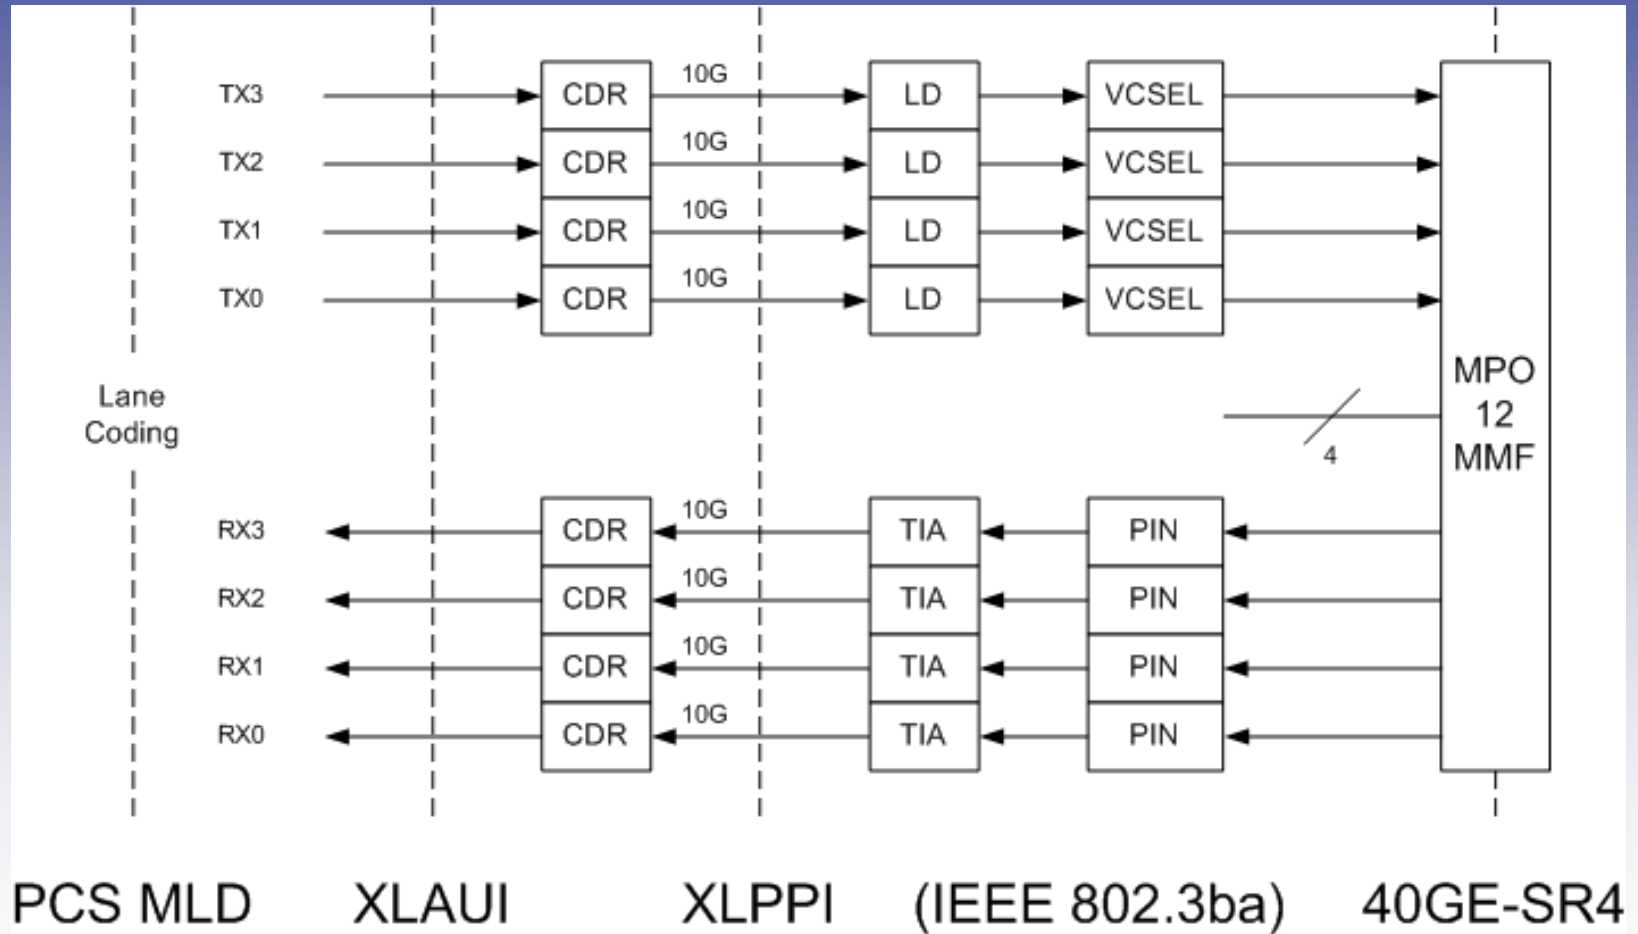 TX3 CDR 10G LD VCSEL
TX2 CDR 10G LD VCSEL
TX1 CDR 10G LD VCSEL
TX0 CDR 10G LD VCSEL
Lane
Coding
4
MPO
12
MMF
RX3 CDR 10G TIA PIN
RX2 CDR 10G TIA PIN
RX1 CDR 10G TIA PIN
RX0 CDR 10G TIA PIN
PCS MLD XLAUI XLPPI (IEEE 802.3ba) 40GE-SR4